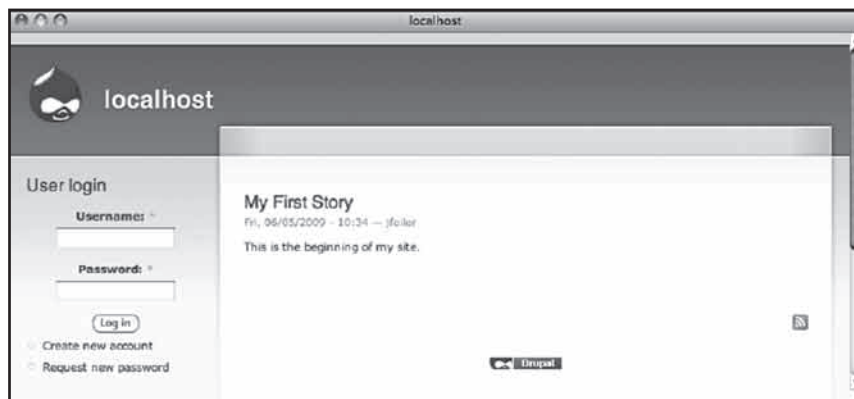 localhost
localhost
User login
Username: *
Password: *
Log in
Create new account
Request new password
My First Story
Fri, 06/05/2009 - 10:34 — jfeiler
This is the beginning of my site.
Drupal